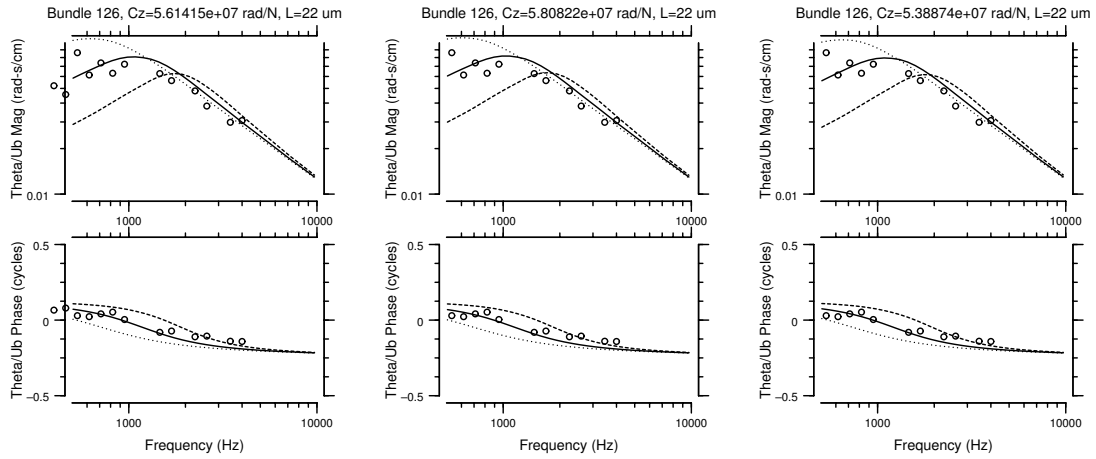 Bundle 126, Cz=5.61415e+07 rad/N, L=22 um
Bundle 126, Cz=5.80822e+07 rad/N, L=22 um
Bundle 126, Cz=5.38874e+07 rad/N, L=22 um
Theta/Ub Mag (rad-s/cm)
0.01
1000
10000
Theta/Ub Mag (rad-s/cm)
0.01
1000
10000
Theta/Ub Mag (rad-s/cm)
0.01
1000
10000
Theta/Ub Phase (cycles)
0.5
0
−0.5
1000
10000
Frequency (Hz)
Theta/Ub Phase (cycles)
0.5
0
−0.5
1000
10000
Frequency (Hz)
Theta/Ub Phase (cycles)
0.5
0
−0.5
1000
10000
Frequency (Hz)